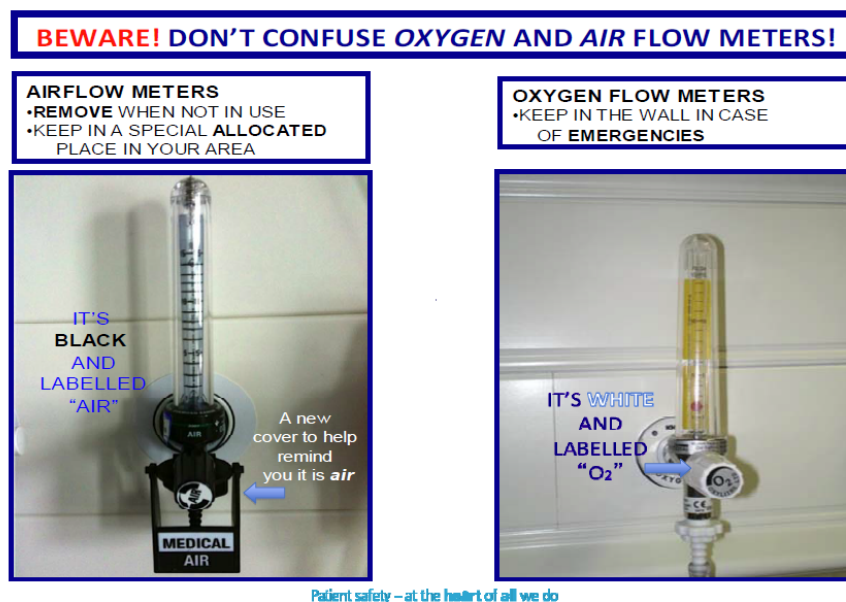 BEWARE! DON'T CONFUSE OXYGEN AND AIR FLOW METERS!
AIRFLOW METERS
•REMOVE WHEN NOT IN USE
•KEEP IN A SPECIAL ALLOCATED
PLACE IN YOUR AREA
OXYGEN FLOW METERS
•KEEP IN THE WALL IN CASE
OF EMERGENCIES
IT'S
BLACK
AND
LABELLED
"AIR"
A new
cover to help
remind
you it is air
AIR
AIR
MEDICAL
AIR
IT'S WHITE
AND
LABELLED
"O₂"
O₂
Patient safety – at the heart of all we do